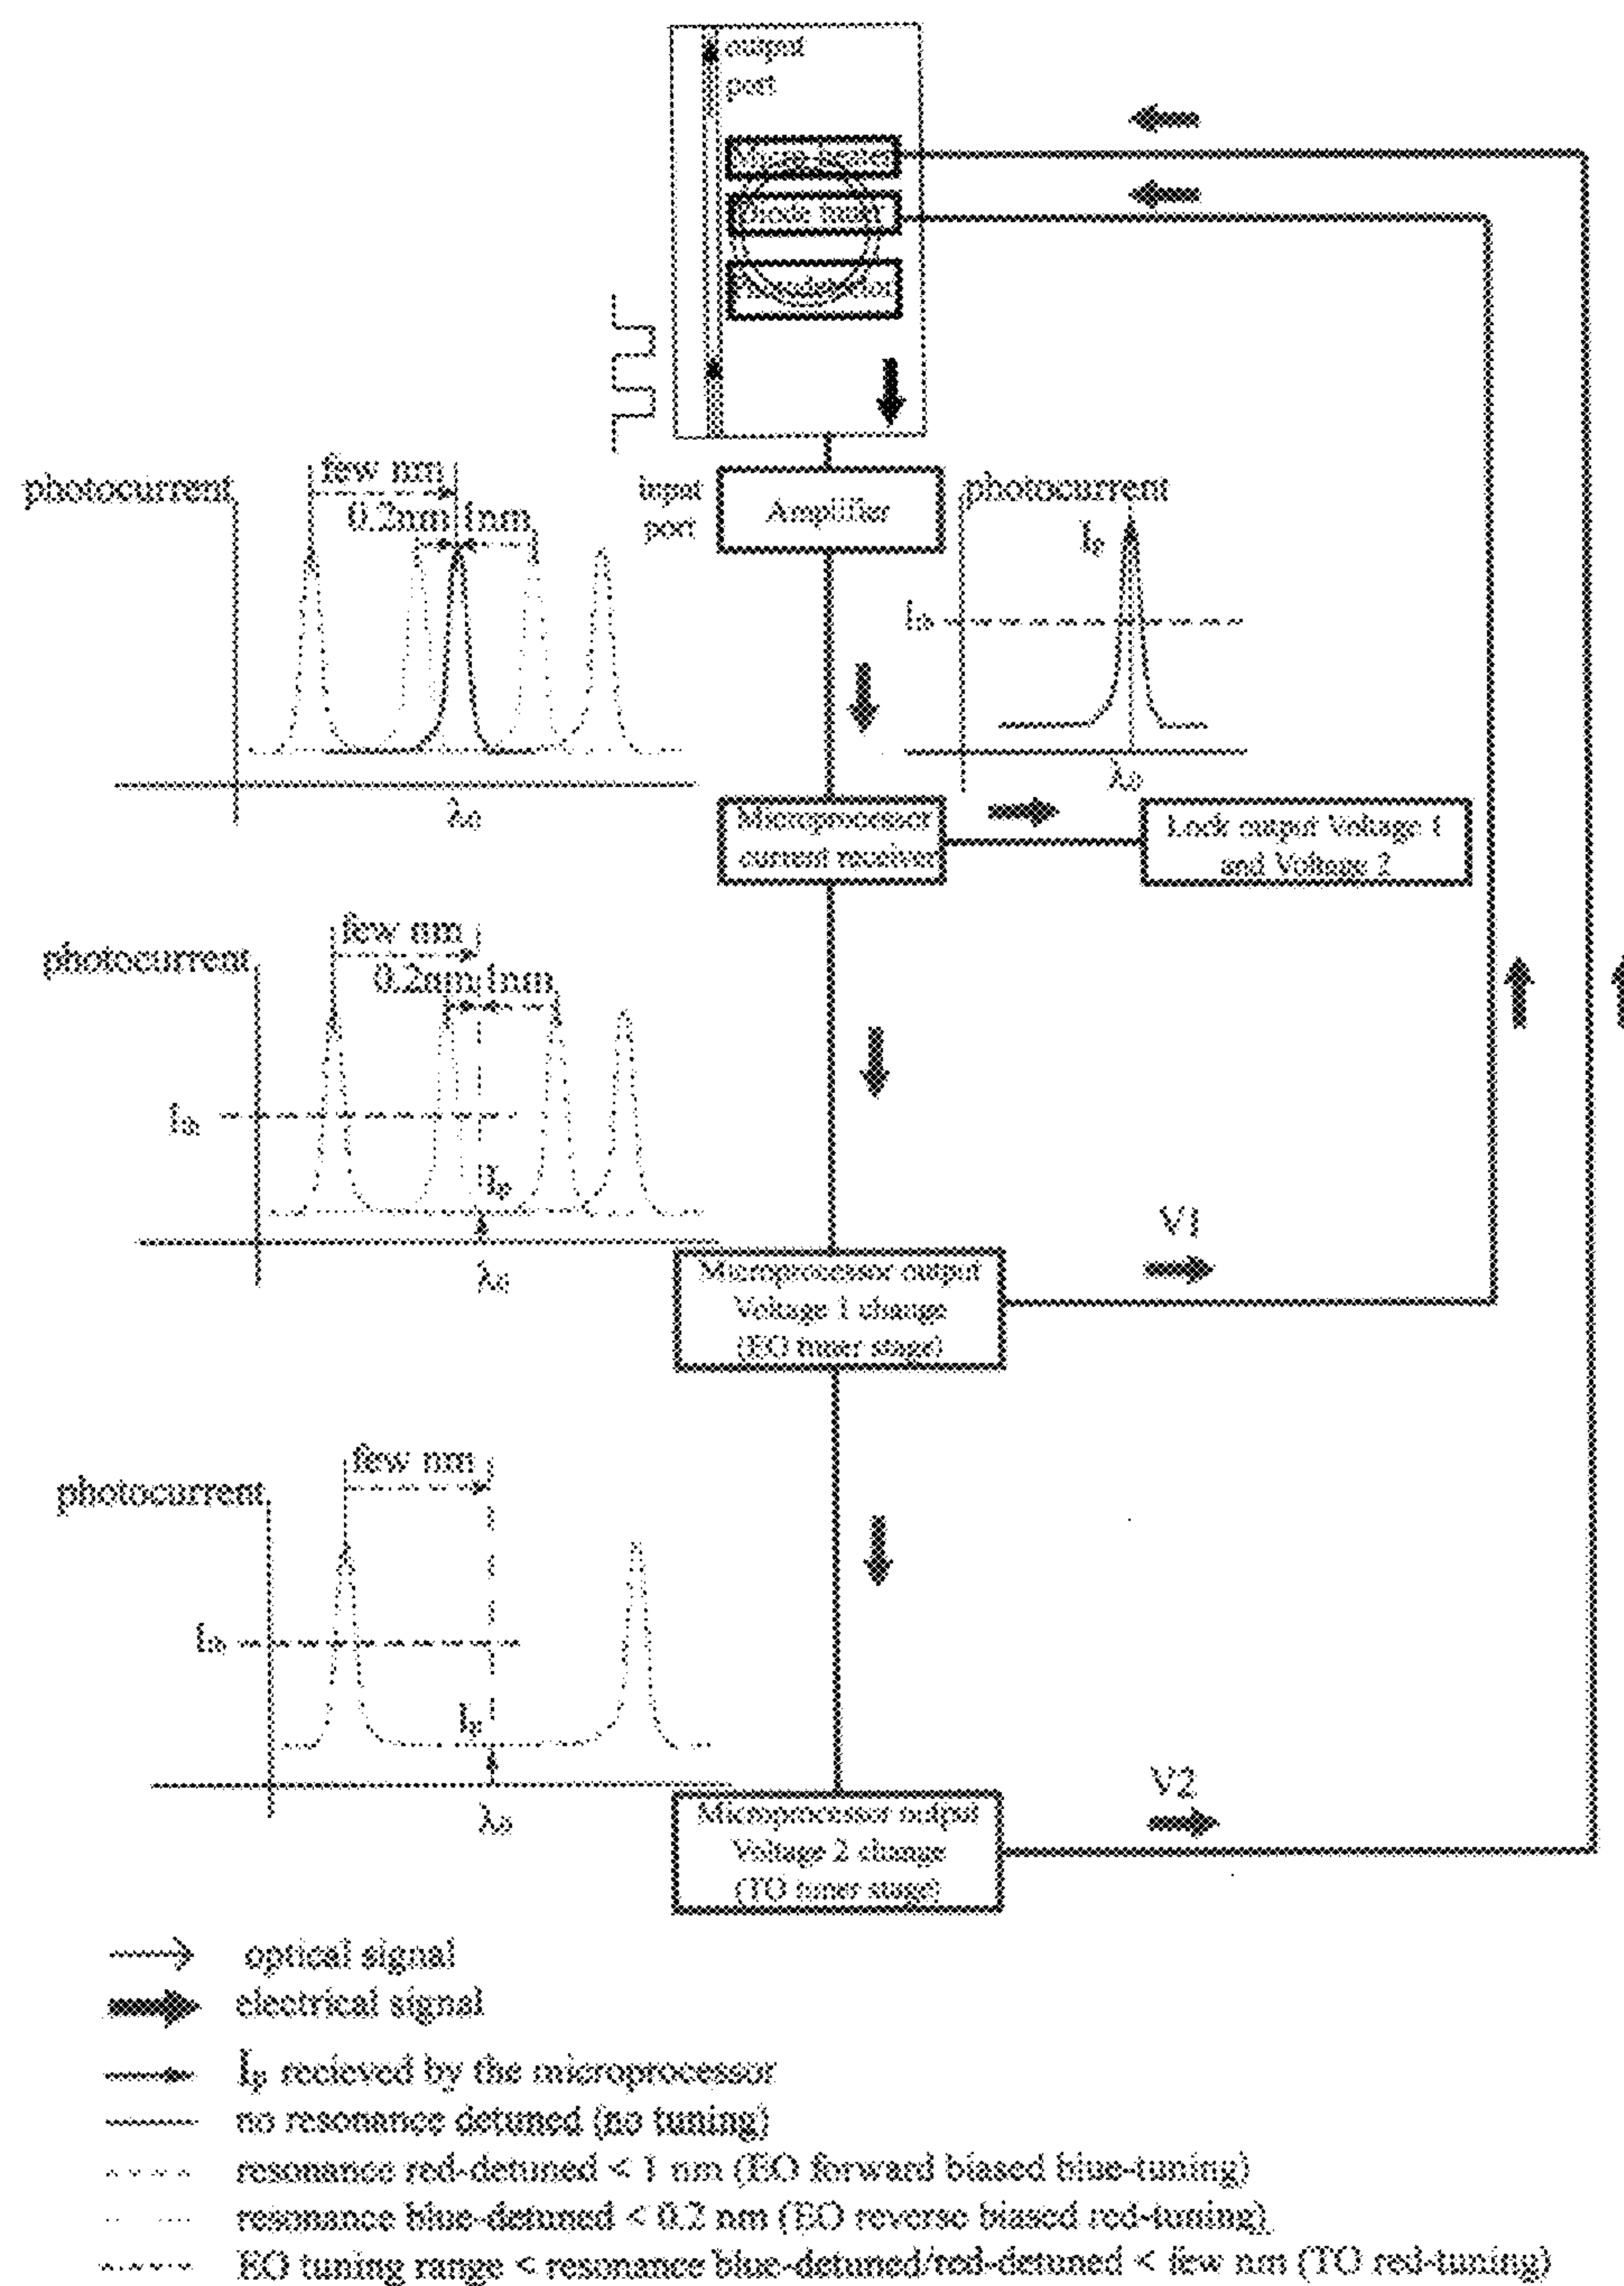 output
port
Diode tuner
Photodetector
few nm
photocurrent
0.2nm 1nm
input
port
Amplifier
photocurrent
Ip
Ith
λ0
λ0
Microprocessor
current receiver
Lock output Voltage 1
and Voltage 2
few nm
photocurrent
0.2nm 1nm
Ith
Ip
λ0
V1
Microprocessor output
Voltage 1 change
(EO tuner stage)
few nm
photocurrent
Ith
Ip
λ0
V2
Microprocessor output
Voltage 2 change
(TO tuner stage)
optical signal
electrical signal
Ip recieved by the microprocessor
no resonance detuned (no tuning)
resonance red-detuned < 1 nm (EO forward biased blue-tuning)
resonance blue-detuned < 0.2 nm (EO reverse biased red-tuning)
EO tuning range < resonance blue-detuned/red-detuned < few nm (TO red-tuning)